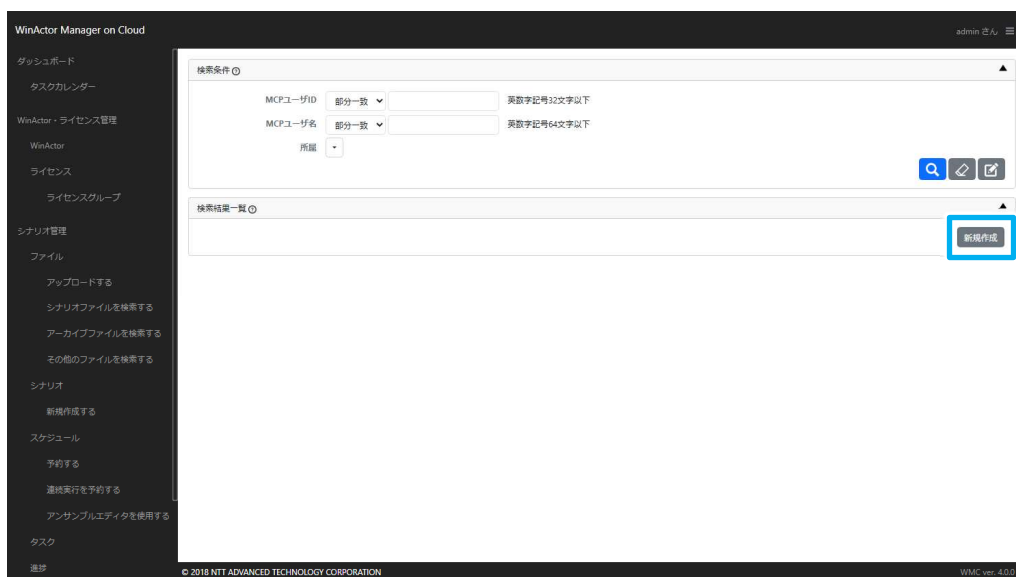 WinActor Manager on Cloud
admin さん
ダッシュボード
タスクカレンダー
WinActor・ライセンス管理
WinActor
ライセンス
ライセンスグループ
シナリオ管理
ファイル
アップロードする
シナリオファイルを検索する
アーカイブファイルを検索する
その他のファイルを検索する
シナリオ
新規作成する
スケジュール
予約する
連続実行を予約する
アンサンブルエディタを使用する
タスク
進捗
検索条件
MCPユーザID 部分一致 英数字記号32文字以下
MCPユーザ名 部分一致 英数字記号64文字以下
所属
検索結果一覧
新規作成
© 2018 NTT ADVANCED TECHNOLOGY CORPORATION
WMC ver. 4.0.0